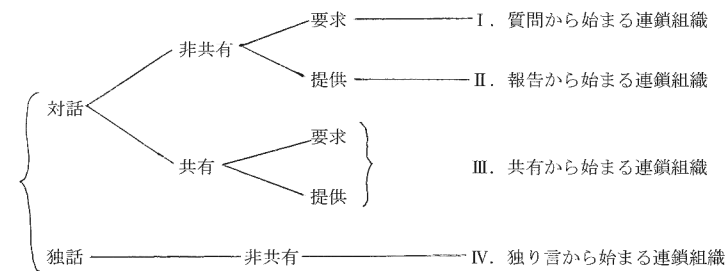 要求 Ⅰ．質問から始まる連鎖組織
非共有
提供 Ⅱ．報告から始まる連鎖組織
対話
要求
共有 Ⅲ．共有から始まる連鎖組織
提供
独話 非共有 Ⅳ．独り言から始まる連鎖組織